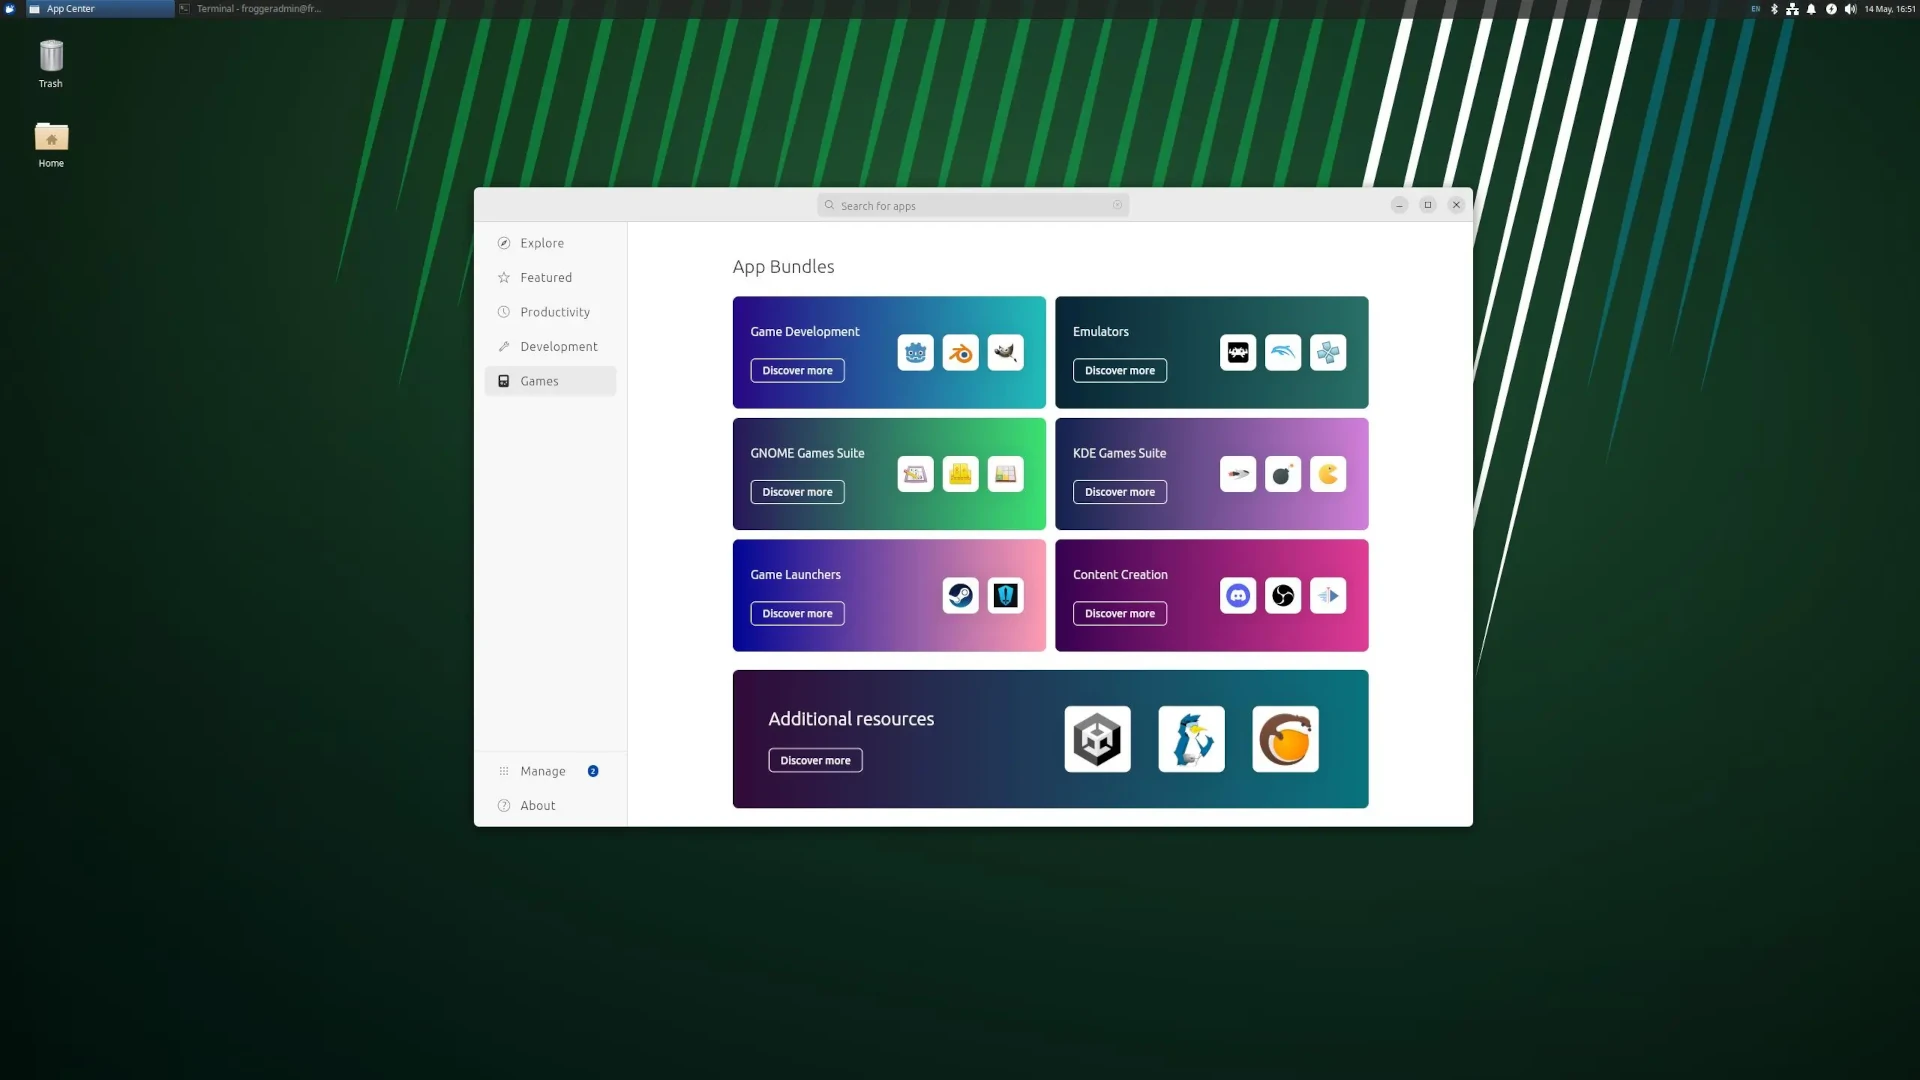 App Center
Terminal - froggeradmin@fr...
EN
14 May, 16:51
Trash
Home
Search for apps
Explore
Featured
Productivity
Development
Games
Manage 2
About
App Bundles
Game Development
Discover more
Emulators
Discover more
GNOME Games Suite
Discover more
KDE Games Suite
Discover more
Game Launchers
Discover more
Content Creation
Discover more
Additional resources
Discover more